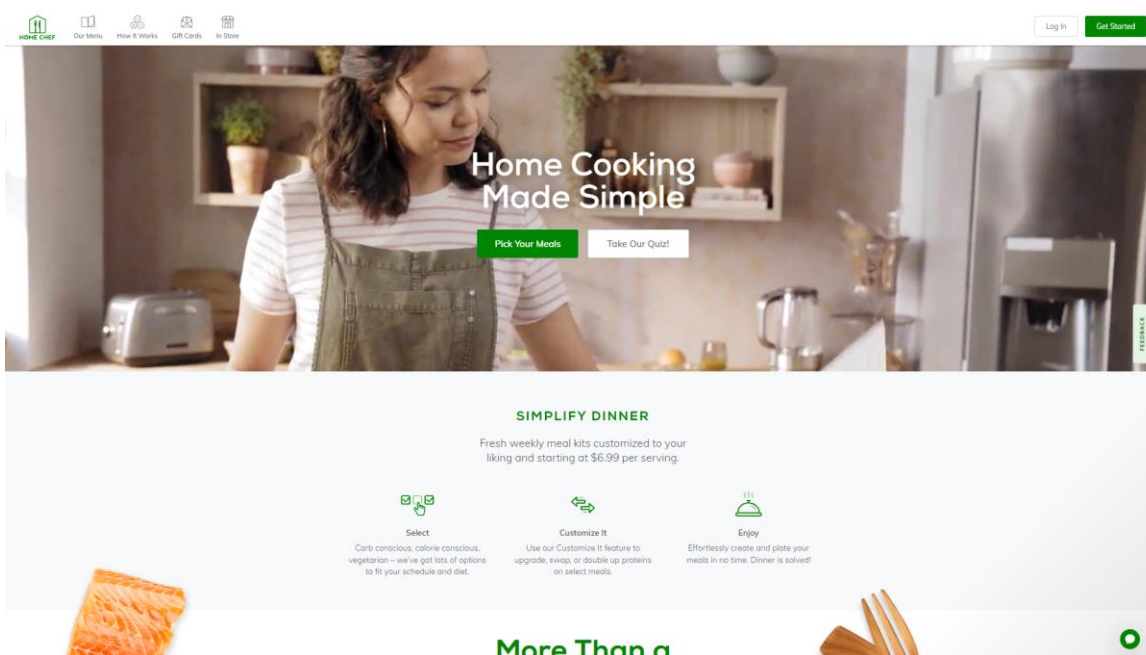 HOME CHEF
Our Menu
How It Works
Gift Cards
In Store
Log In
Get Started
Home Cooking
Made Simple
Pick Your Meals
Take Our Quiz!
FEEDBACK
SIMPLIFY DINNER
Fresh weekly meal kits customized to your
liking and starting at $6.99 per serving.
Select
Carb conscious, calorie conscious,
vegetarian – we've got lots of options
to fit your schedule and diet.
Customize It
Use our Customize It feature to
upgrade, swap, or double up proteins
on select meals.
Enjoy
Effortlessly create and plate your
meals in no time. Dinner is solved!
More Than a